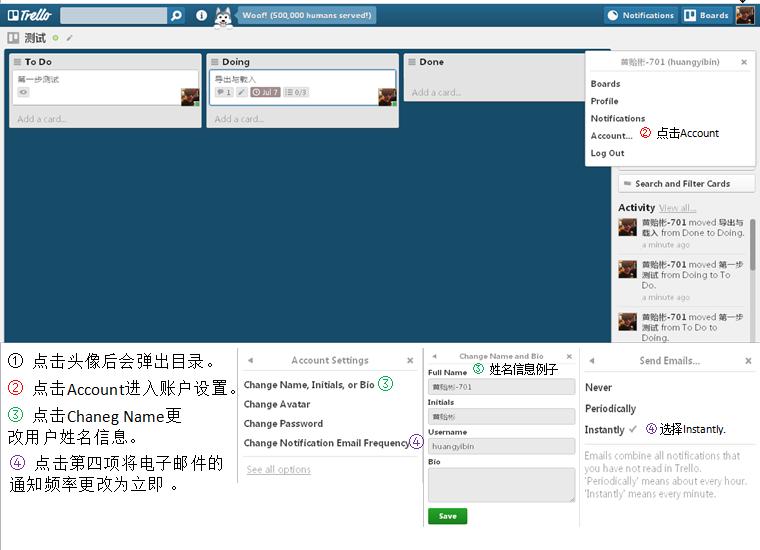 Trello
Woof! (500,000 humans served!)
Notifications
Boards
测试
To Do
第一步测试
Add a card...
Doing
导出与载入
1
Jul 7
0/3
Add a card...
Done
Add a card...
黄贻彬-701 (huangyibin)
Boards
Profile
Notifications
Account... ② 点击Account
Log Out
Search and Filter Cards
Activity View all...
黄贻彬-701 moved 导出与
载入 from Done to Doing.
a minute ago
黄贻彬-701 moved 第一步
测试 from Doing to To
Do.
a minute ago
黄贻彬-701 moved 第一步
测试 from To Do to
Doing.
① 点击头像后会弹出目录。
② 点击Account进入账户设置。
③ 点击Chaneg Name更
改用户姓名信息。
④ 点击第四项将电子邮件的
通知频率更改为立即 。
Account Settings
Change Name, Initials, or Bio ③
Change Avatar
Change Password
Change Notification Email Frequency ④
See all options
Change Name and Bio
Full Name ③ 姓名信息例子
黄贻彬-701
Initials
黄贻彬
Username
huangyibin
Bio
Save
Send Emails...
Never
Periodically
Instantly ✓ ④ 选择Instantly.
Emails combine all notifications that
you have not read in Trello.
'Periodically' means about every hour.
'Instantly' means every minute.